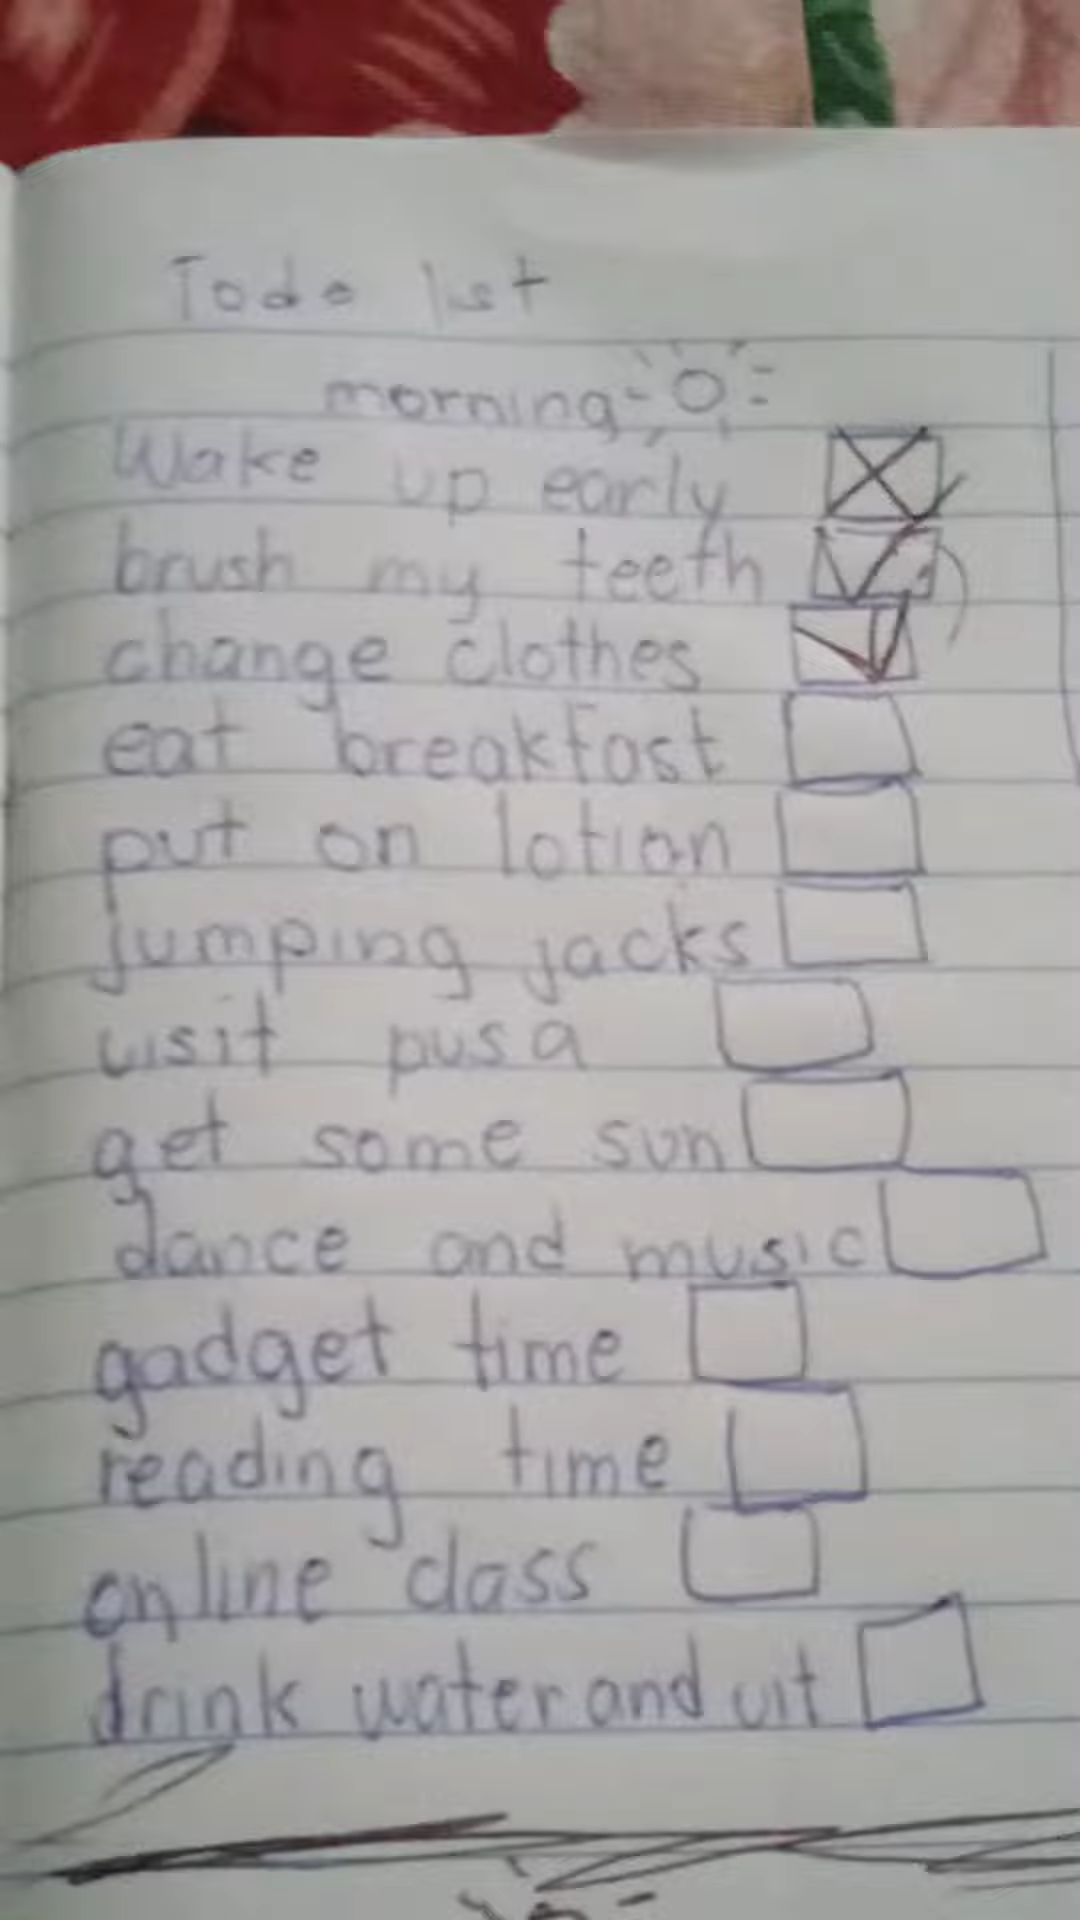 Todo list
morning
Wake up early
brush my teeth
change clothes
eat breakfast
put on lotion
jumping jacks
visit pusa
get some sun
dance and music
gadget time
reading time
online class
drink water and vit